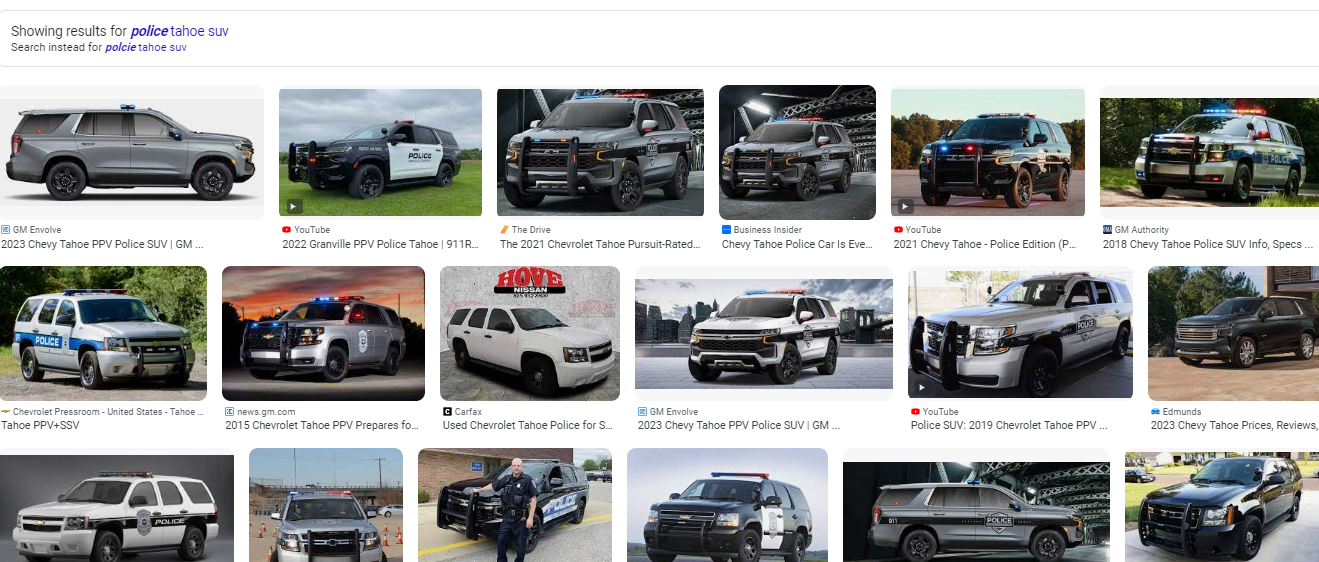 Showing results for police tahoe suv
Search instead for polcie tahoe suv
GM Envolve
2023 Chevy Tahoe PPV Police SUV | GM ...
YouTube
2022 Granville PPV Police Tahoe | 911R...
The Drive
The 2021 Chevrolet Tahoe Pursuit-Rated...
Business Insider
Chevy Tahoe Police Car Is Eve...
YouTube
2021 Chevy Tahoe - Police Edition (P...
GM Authority
2018 Chevy Tahoe Police SUV Info, Specs ...
POLICE
POLICE
HOVE
NISSAN
815.912.8600
POLICE
POLICE
Chevrolet Pressroom - United States - Tahoe ...
Tahoe PPV+SSV
news.gm.com
2015 Chevrolet Tahoe PPV Prepares fo...
Carfax
Used Chevrolet Tahoe Police for S...
GM Envolve
2023 Chevy Tahoe PPV Police SUV | GM ...
YouTube
Police SUV: 2019 Chevrolet Tahoe PPV ...
Edmunds
2023 Chevy Tahoe Prices, Reviews,
POLICE
POLICE
911
POLICE